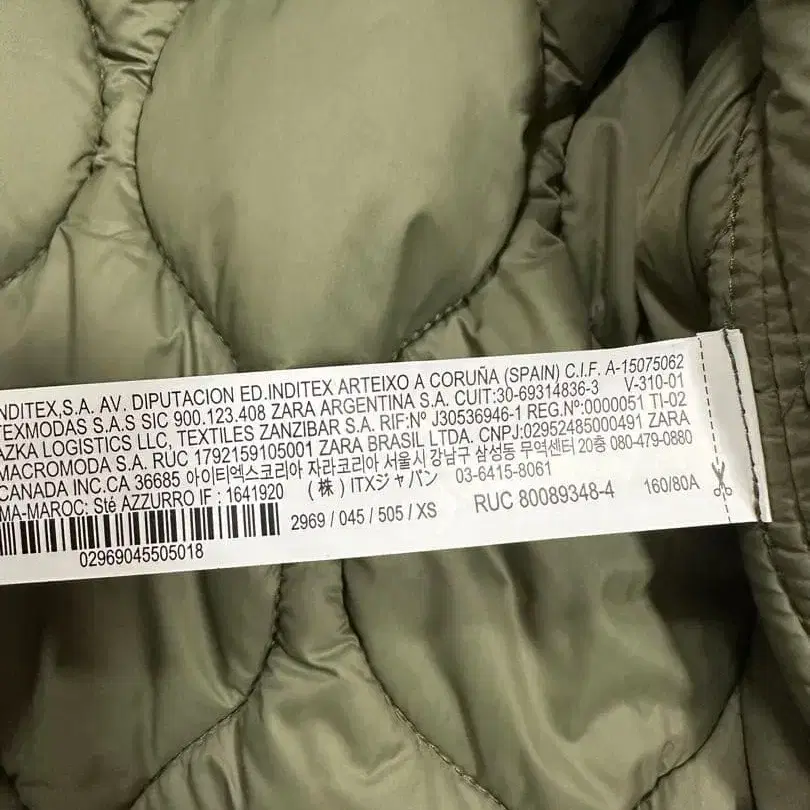 INDITEX,S.A. AV. DIPUTACION ED.INDITEX ARTEIXO A CORUÑA (SPAIN) C.I.F. A-15075062
TEXMODAS S.A.S SIC 900.123.408 ZARA ARGENTINA S.A. CUIT:30-69314836-3 V-310-01
AZKA LOGISTICS LLC, TEXTILES ZANZIBAR S.A. RIF:Nº J30536946-1 REG.Nº:0000051 TI-02
MACROMODA S.A. RUC 1792159105001 ZARA BRASIL LTDA. CNPJ:02952485000491 ZARA
CANADA INC.CA 36685 아이티엑스코리아 자라코리아 서울시 강남구 삼성동 무역센터 20층 080-479-0880
MA-MAROC: Sté AZZURRO IF : 1641920 (株) ITXジャパン 03-6415-8061
2969 / 045 / 505 / XS RUC 80089348-4 160/80A
02969045505018